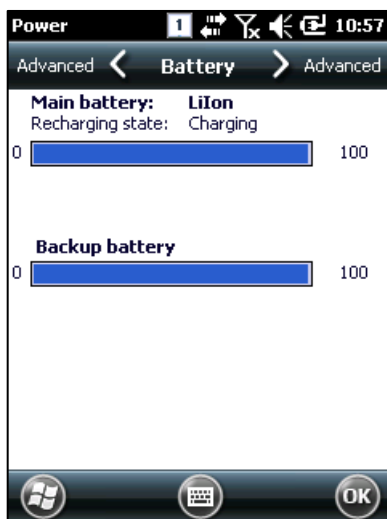 Power 1 10:57
Advanced Battery Advanced
Main battery: LiIon
Recharging state: Charging
0 100
Backup battery
0 100
OK